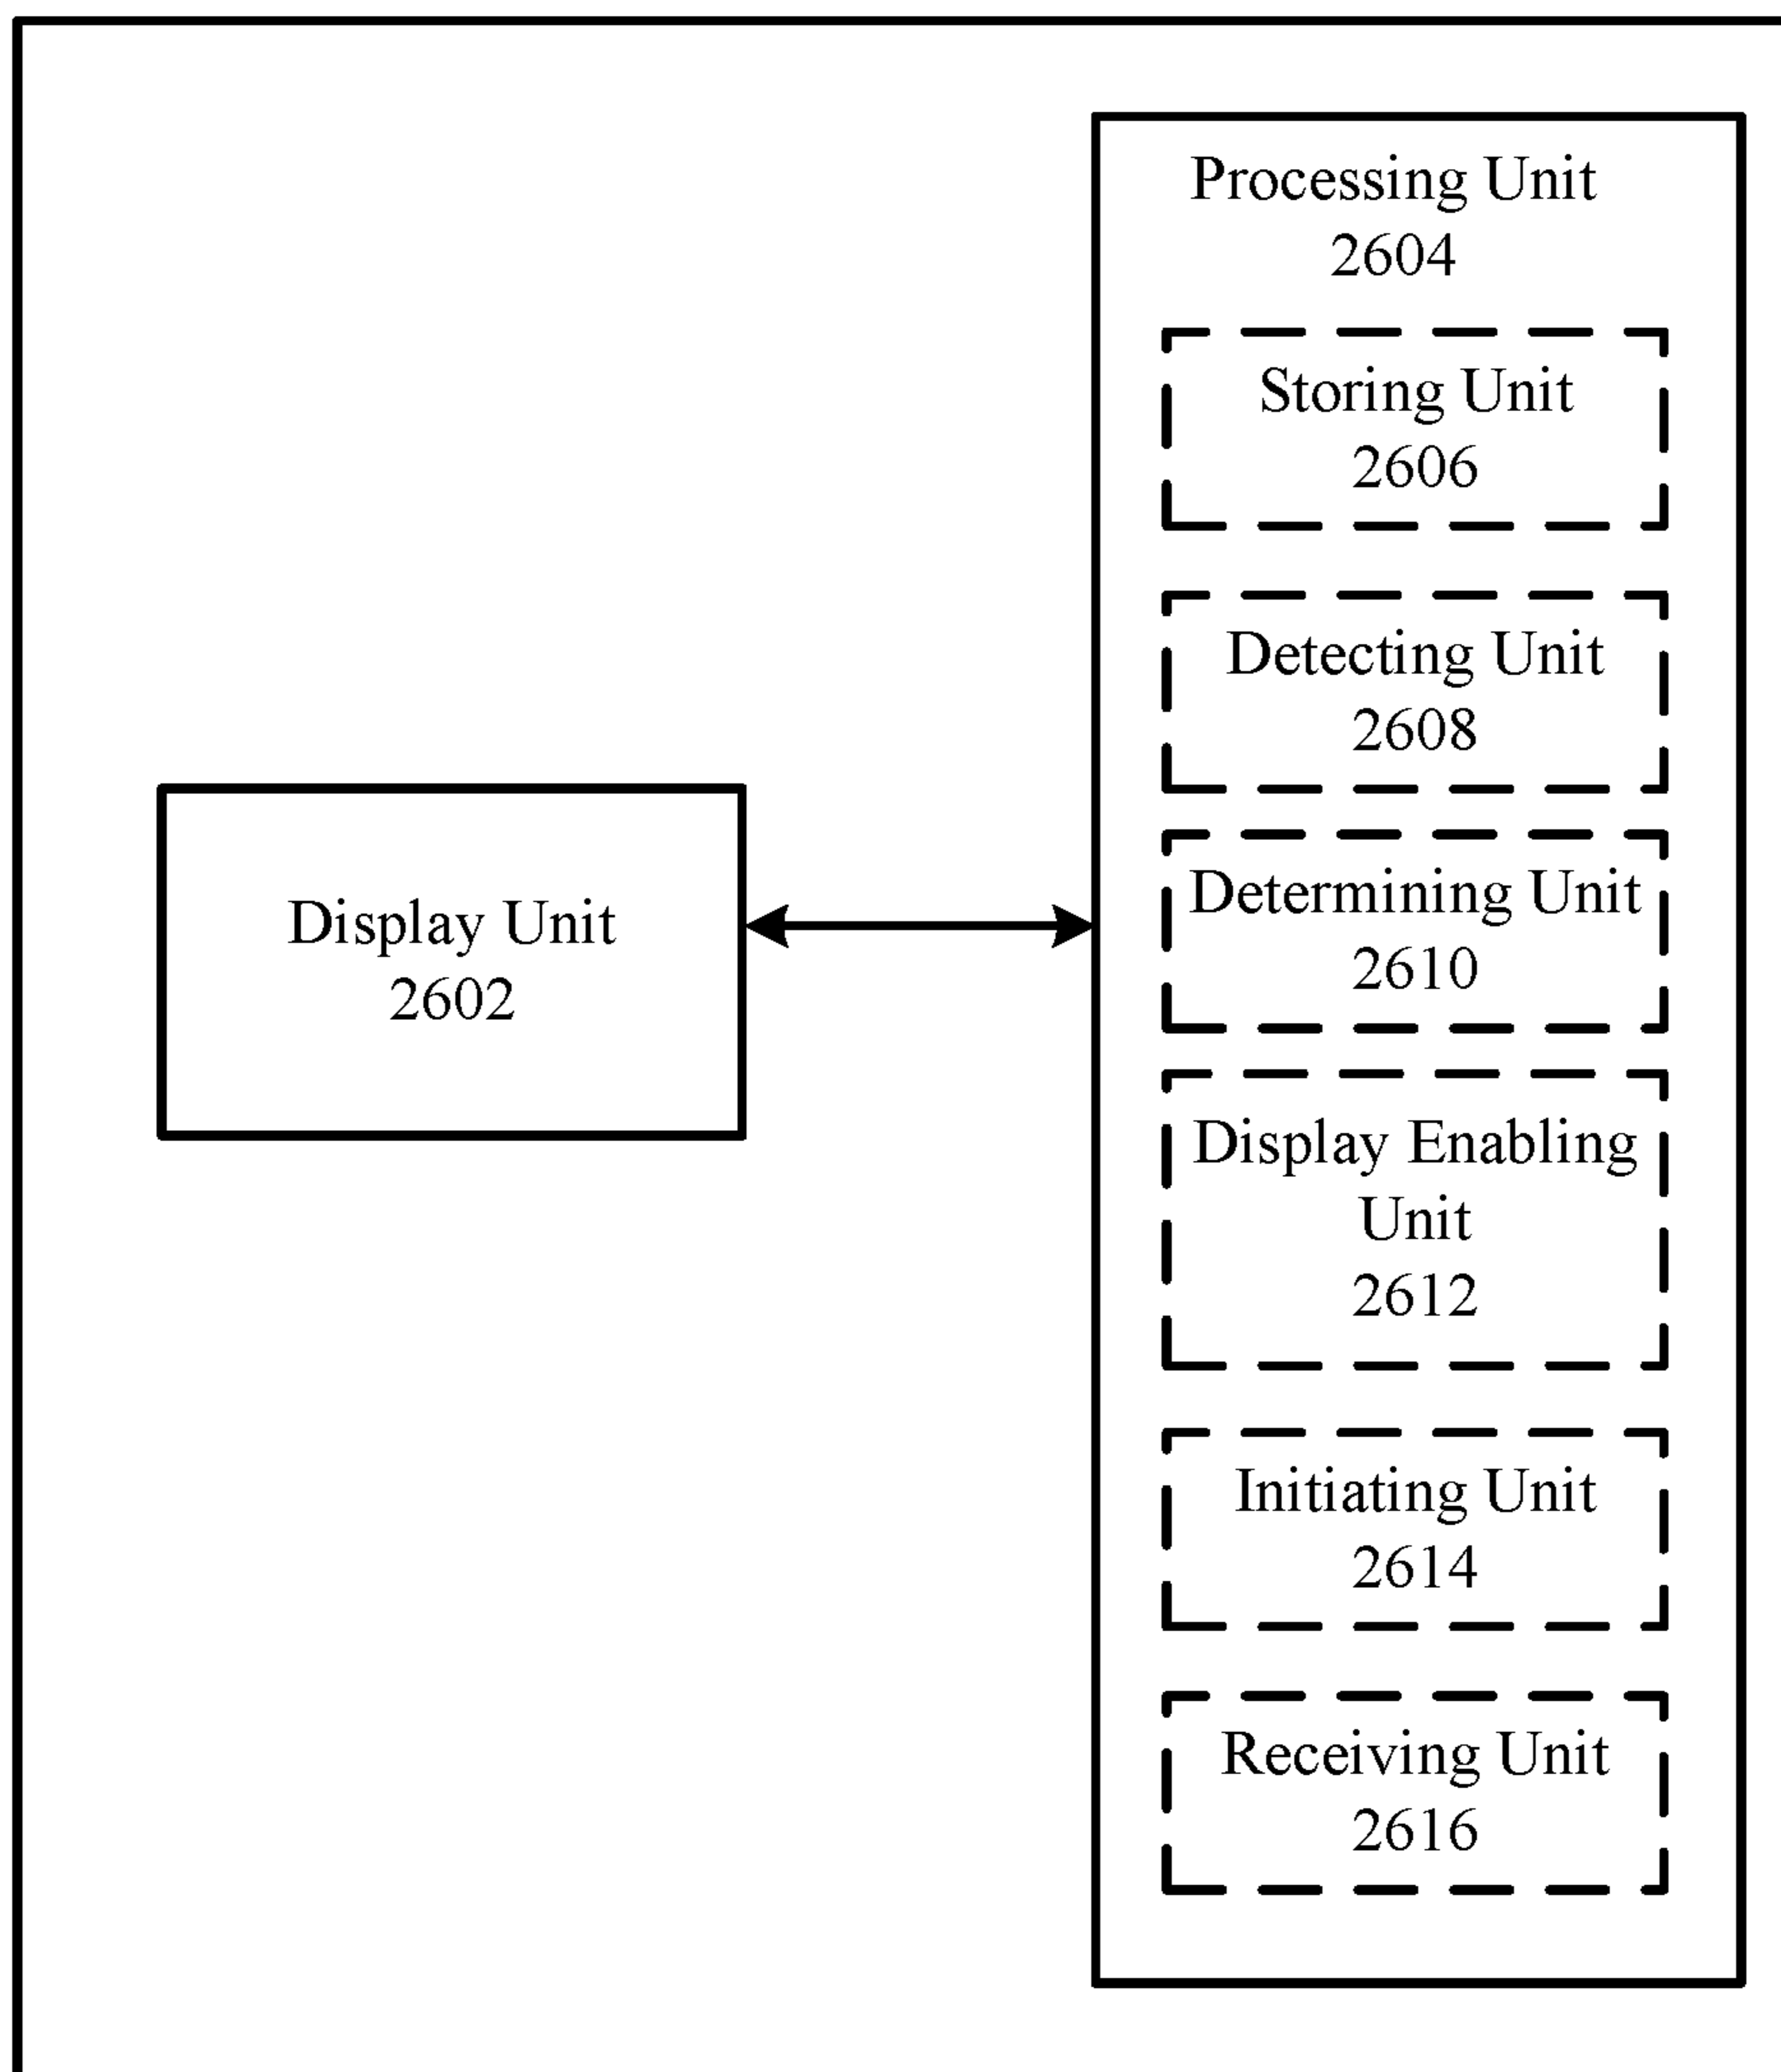 Processing Unit
2604
Storing Unit
2606
Detecting Unit
2608
Display Unit
2602
Determining Unit
2610
Display Enabling
Unit
2612
Initiating Unit
2614
Receiving Unit
2616